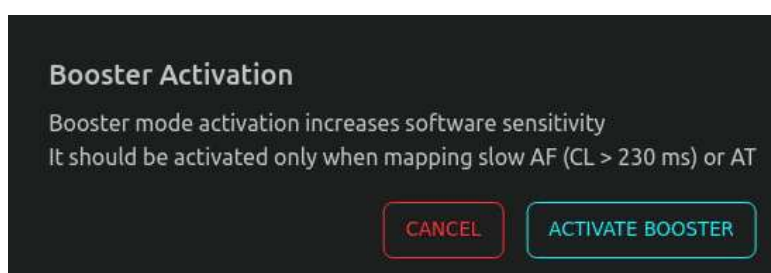 Booster Activation
Booster mode activation increases software sensitivity
It should be activated only when mapping slow AF (CL > 230 ms) or AT
CANCEL ACTIVATE BOOSTER